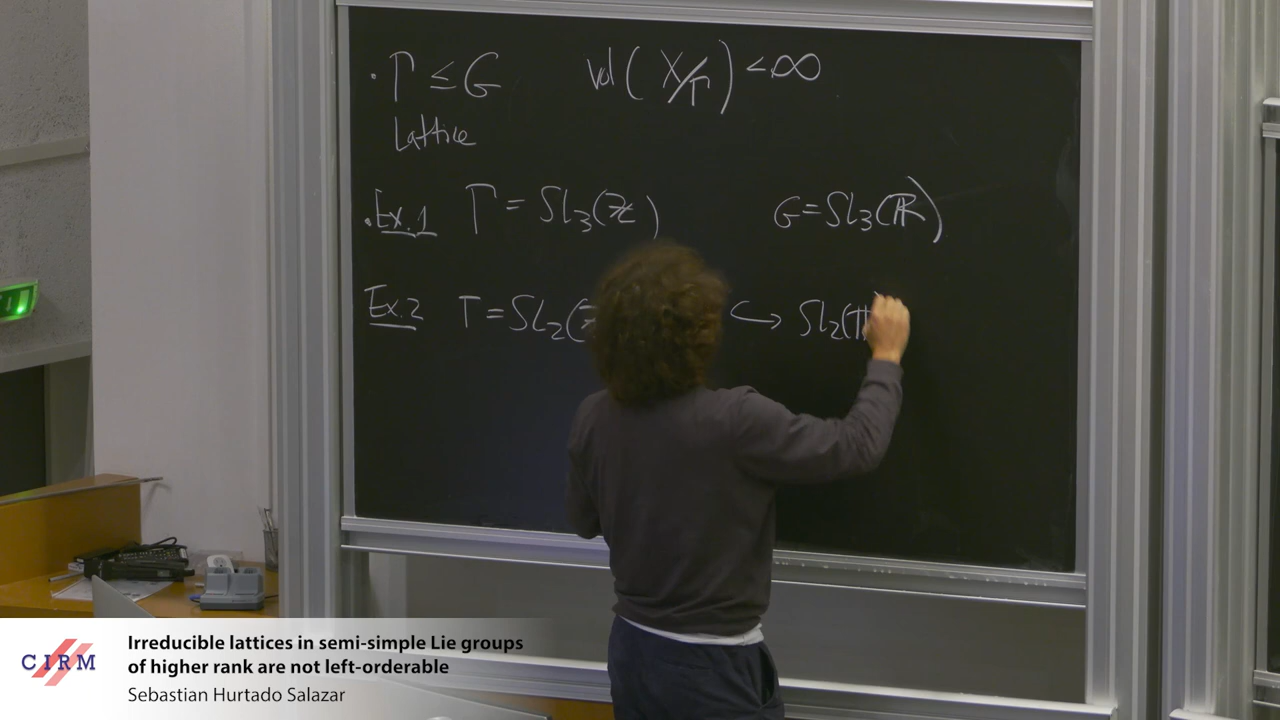 · Γ ≤ G vol( X/Γ ) < ∞
Lattice
· Ex. 1 Γ = SL₃(ℤ) G = SL₃(ℝ)
Ex. 2 Γ = SL₂(ℤ ↪ SL₂(
CIRM
Irreducible lattices in semi-simple Lie groups
of higher rank are not left-orderable
Sebastian Hurtado Salazar